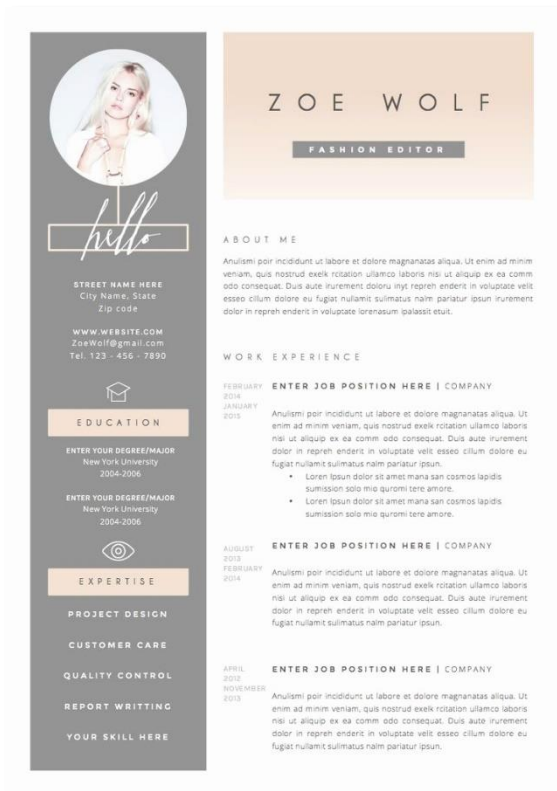 hello
STREET NAME HERE
City Name, State
Zip code
WWW.WEBSITE.COM
ZoeWolf@gmail.com
Tel. 123 - 456 - 7890
EDUCATION
ENTER YOUR DEGREE/MAJOR
New York University
2004-2006
ENTER YOUR DEGREE/MAJOR
New York University
2004-2006
EXPERTISE
PROJECT DESIGN
CUSTOMER CARE
QUALITY CONTROL
REPORT WRITTING
YOUR SKILL HERE
ZOE WOLF
FASHION EDITOR
ABOUT ME
Anulismi poir incididunt ut labore et dolore magnanatas aliqua. Ut enim ad minim
veniam, quis nostrud exelk rcitation ullamco laboris nisi ut aliquip ex ea comm
odo consequat. Duis aute irurement doloru inyt repreh enderit in voluptate velit
esseo cillum dolore eu fugiat nullamit sulimatus naim pariatur ipsun irurement
dolor in repreh enderit in voluptate lorenasum ipalassit etuit.
WORK EXPERIENCE
FEBRUARY
2014
JANUARY
2015
ENTER JOB POSITION HERE | COMPANY
Anulismi poir incididunt ut labore et dolore magnanatas aliqua. Ut
enim ad minim veniam, quis nostrud exelk rcitation ullamco laboris
nisi ut aliquip ex ea comm odo consequat. Duis aute irurement
dolor in repreh enderit in voluptate velit esseo cillum dolore eu
fugiat nullamit sulimatus naim pariatur ipsun.
• Loren Ipsun dolor sit amet mana san cosmos lapidis
sumission solo mio quromi tere amore.
• Loren Ipsun dolor sit amet mana san cosmos lapidis
sumission solo mio quromi tere amore.
AUGUST
2013
FEBRUARY
2014
ENTER JOB POSITION HERE | COMPANY
Anulismi poir incididunt ut labore et dolore magnanatas aliqua. Ut
enim ad minim veniam, quis nostrud exelk rcitation ullamco laboris
nisi ut aliquip ex ea comm odo consequat. Duis aute irurement
dolor in repreh enderit in voluptate velit esseo cillum dolore eu
fugiat nullamit sulimatus naim pariatur ipsun.
APRIL
2012
NOVEMBER
2013
ENTER JOB POSITION HERE | COMPANY
Anulismi poir incididunt ut labore et dolore magnanatas aliqua. Ut
enim ad minim veniam, quis nostrud exelk rcitation ullamco laboris
nisi ut aliquip ex ea comm odo consequat. Duis aute irurement
dolor in repreh enderit in voluptate velit esseo cillum dolore eu
fugiat nullamit sulimatus naim pariatur ipsun.